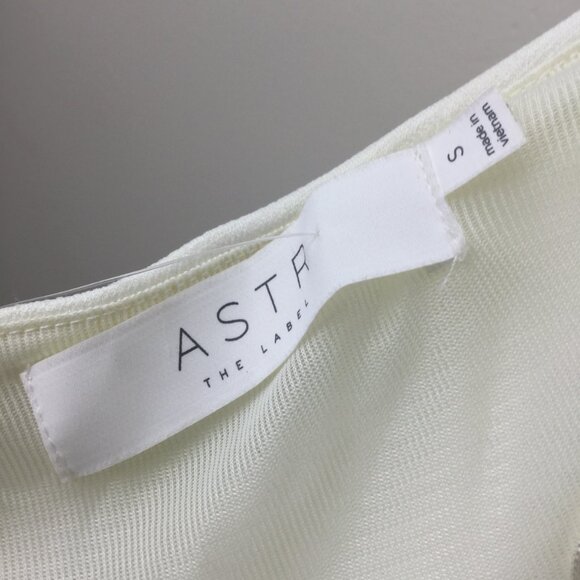 ASTR
THE LABEL
S
made in
vietnam